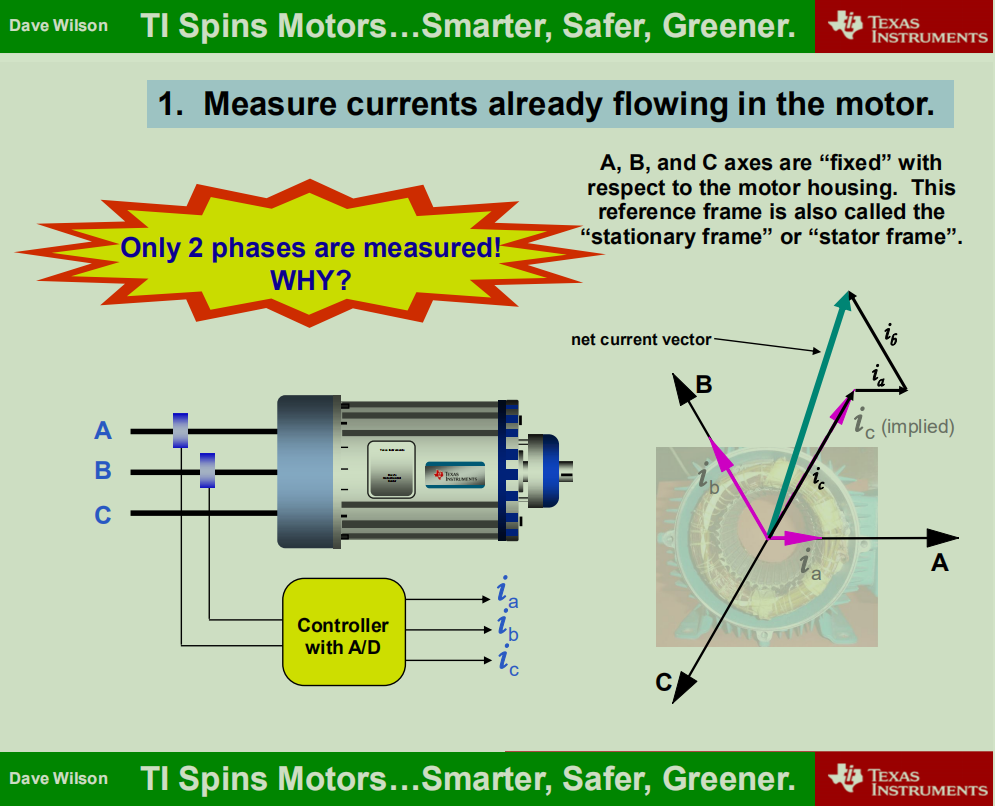 Dave Wilson
TI Spins Motors…Smarter, Safer, Greener.
TEXAS
INSTRUMENTS
1. Measure currents already flowing in the motor.
A, B, and C axes are “fixed” with
respect to the motor housing. This
reference frame is also called the
“stationary frame” or “stator frame”.
Only 2 phases are measured!
WHY?
net current vector
i_b
i_a
B
i_c (implied)
i_c
i_b
i_a
A
C
A
B
C
TEXAS
INSTRUMENTS
Controller
with A/D
i_a
i_b
i_c
Dave Wilson
TI Spins Motors…Smarter, Safer, Greener.
TEXAS
INSTRUMENTS